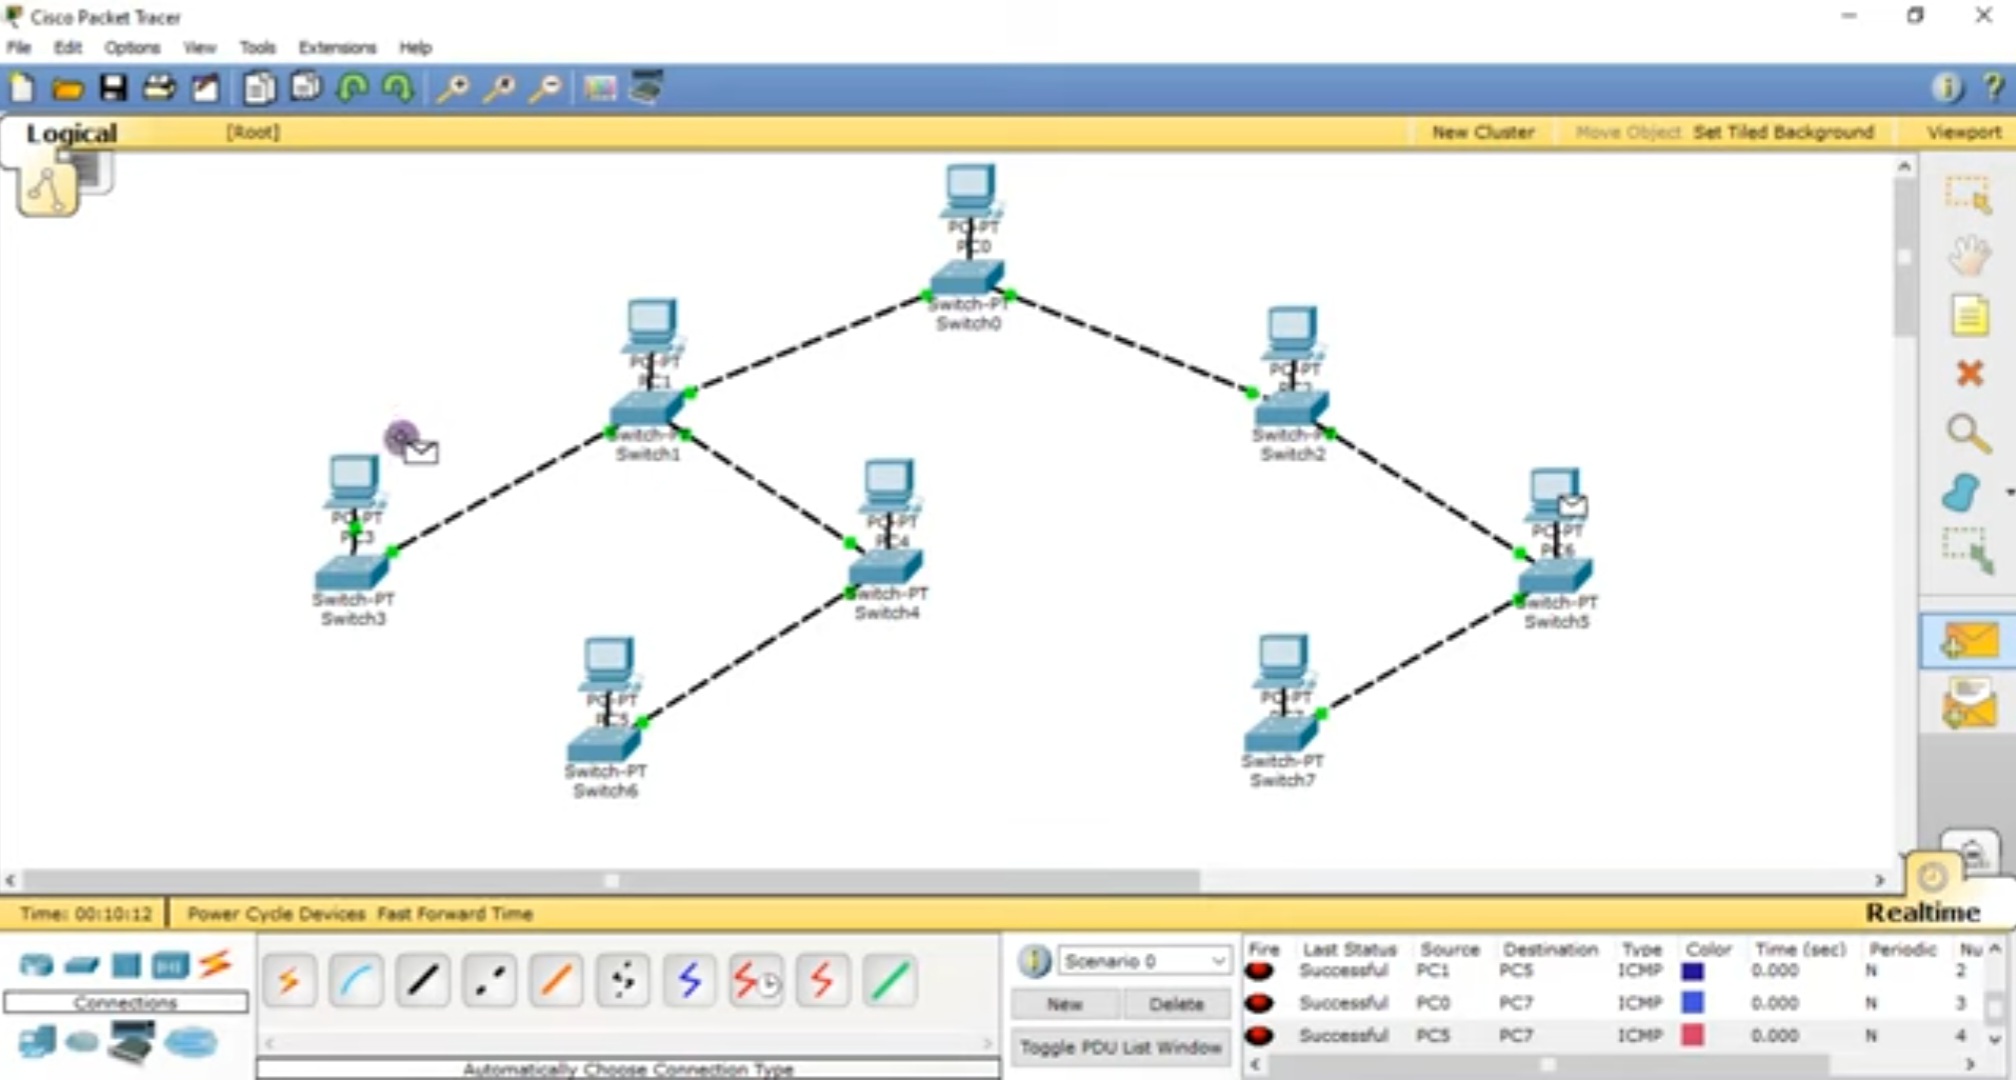 Cisco Packet Tracer
File Edit Options View Tools Extensions Help
Logical [Root] New Cluster Move Object Set Tiled Background Viewport
PC-PT
PC0
Switch-PT
Switch0
PC-PT
PC1
Switch1
PC-PT
Switch2
PC-PT
PC3
Switch-PT
Switch3
PC-PT
PC4
Switch-PT
Switch4
PC-PT
PC6
Switch-PT
Switch5
PC-PT
PC5
Switch-PT
Switch6
PC-PT
Switch-PT
Switch7
Time: 00:10:12 Power Cycle Devices Fast Forward Time Realtime
Connections
Automatically Choose Connection Type
Scenario 0
New Delete
Toggle PDU List Window
Fire Last Status Source Destination Type Color Time (sec) Periodic Nu
Successful PC1 PC5 ICMP 0.000 N 2
Successful PC0 PC7 ICMP 0.000 N 3
Successful PC5 PC7 ICMP 0.000 N 4